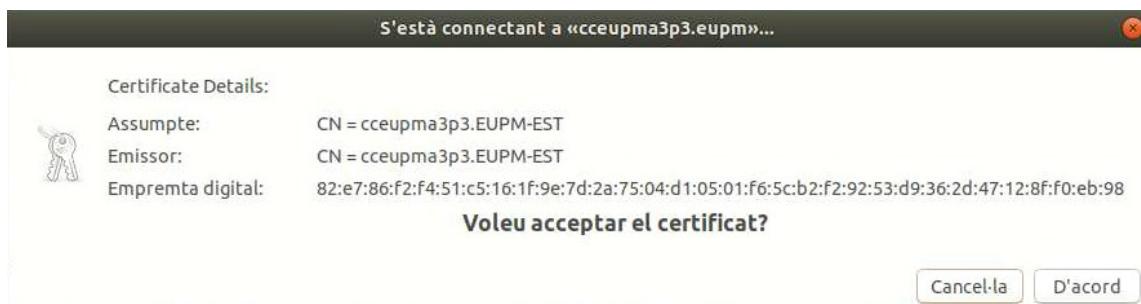 S'està connectant a «cceupma3p3.eupm»...
Certificate Details:
Assumpte: CN = cceupma3p3.EUPM-EST
Emissor: CN = cceupma3p3.EUPM-EST
Empremta digital: 82:e7:86:f2:f4:51:c5:16:1f:9e:7d:2a:75:04:d1:05:01:f6:5c:b2:f2:92:53:d9:36:2d:47:12:8f:f0:eb:98
Voleu acceptar el certificat?
Cancel·la D'acord